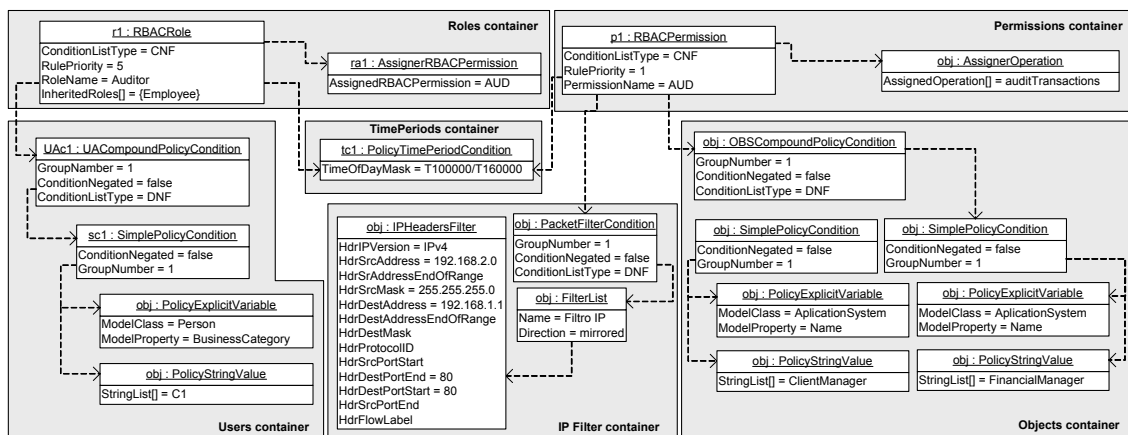 Roles container
r1 : RBACRole
ConditionListType = CNF
RulePriority = 5
RoleName = Auditor
InheritedRoles[] = {Employee}
ra1 : AssignerRBACPermission
AssignedRBACPermission = AUD
Permissions container
p1 : RBACPermission
ConditionListType = CNF
RulePriority = 1
PermissionName = AUD
obj : AssignerOperation
AssignedOperation[] = auditTransactions
TimePeriods container
tc1 : PolicyTimePeriodCondition
TimeOfDayMask = T100000/T160000
UAc1 : UACompoundPolicyCondition
GroupNamber = 1
ConditionNegated = false
ConditionListType = DNF
sc1 : SimplePolicyCondition
ConditionNegated = false
GroupNumber = 1
obj : PolicyExplicitVariable
ModelClass = Person
ModelProperty = BusinessCategory
obj : PolicyStringValue
StringList[] = C1
Users container
obj : IPHeadersFilter
HdrIPVersion = IPv4
HdrSrcAddress = 192.168.2.0
HdrSrAddressEndOfRange
HdrSrcMask = 255.255.255.0
HdrDestAddress = 192.168.1.1
HdrDestAddressEndOfRange
HdrDestMask
HdrProtocolID
HdrSrcPortStart
HdrDestPortEnd = 80
HdrDestPortStart = 80
HdrSrcPortEnd
HdrFlowLabel
obj : PacketFilterCondition
GroupNumber = 1
ConditionNegated = false
ConditionListType = DNF
obj : FilterList
Name = Filtro IP
Direction = mirrored
IP Filter container
obj : OBSCompoundPolicyCondition
GroupNumber = 1
ConditionNegated = false
ConditionListType = DNF
obj : SimplePolicyCondition
ConditionNegated = false
GroupNumber = 1
obj : SimplePolicyCondition
ConditionNegated = false
GroupNumber = 1
obj : PolicyExplicitVariable
ModelClass = AplicationSystem
ModelProperty = Name
obj : PolicyExplicitVariable
ModelClass = AplicationSystem
ModelProperty = Name
obj : PolicyStringValue
StringList[] = ClientManager
obj : PolicyStringValue
StringList[] = FinancialManager
Objects container